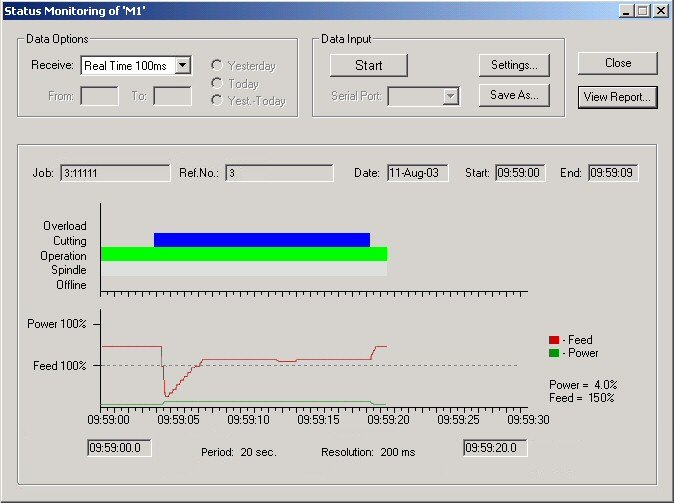 Status Monitoring of 'M1'
Data Options
Receive: Real Time 100ms
Yesterday
Today
From: To: Yest.-Today
Data Input
Start Settings...
Serial Port: Save As...
Close
View Report...
Job: 3:11111 Ref.No.: 3 Date: 11-Aug-03 Start: 09:59:00 End: 09:59:09
Overload
Cutting
Operation
Spindle
Offline
Power 100%
Feed 100%
- Feed
- Power
Power = 4.0%
Feed = 150%
09:59:00 09:59:05 09:59:10 09:59:15 09:59:20 09:59:25 09:59:30
09:59:00.0 Period: 20 sec. Resolution: 200 ms 09:59:20.0